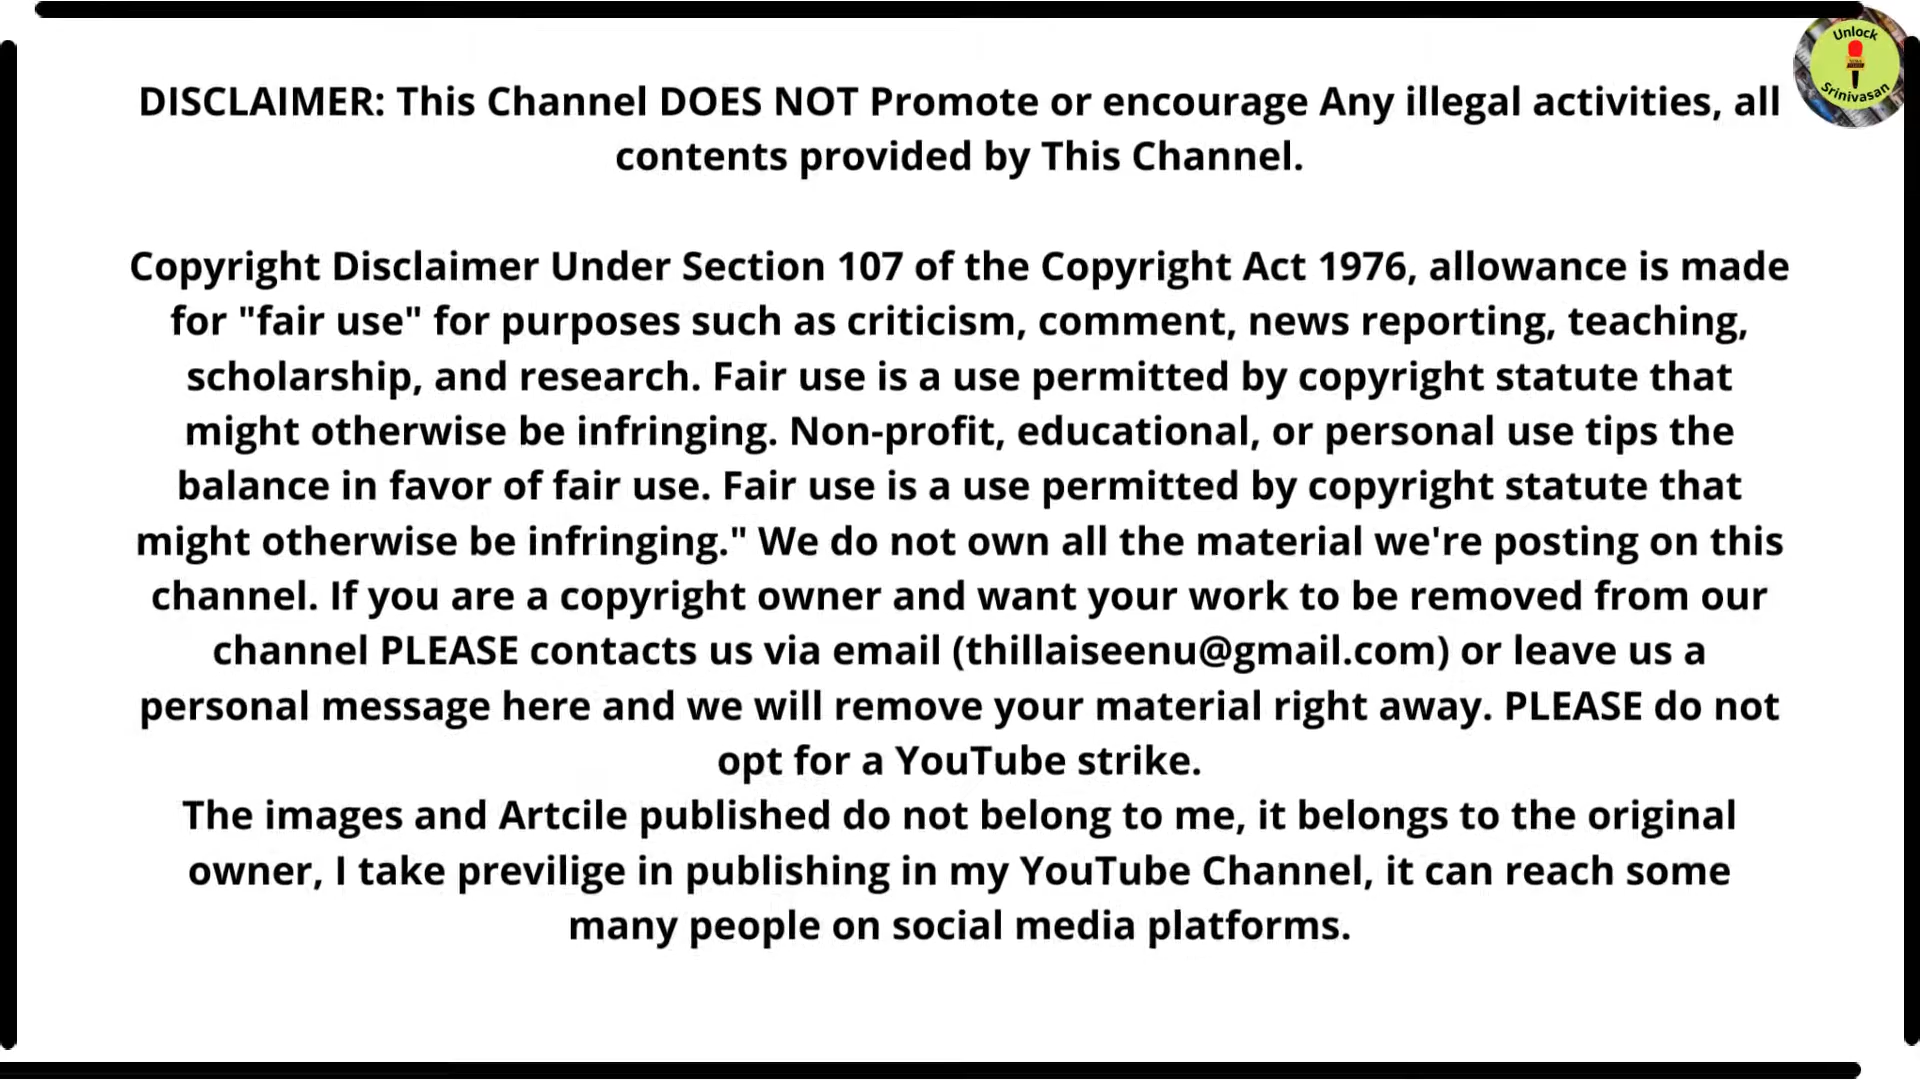 Unlock
Srinivasan
DISCLAIMER: This Channel DOES NOT Promote or encourage Any illegal activities, all
contents provided by This Channel.
Copyright Disclaimer Under Section 107 of the Copyright Act 1976, allowance is made
for "fair use" for purposes such as criticism, comment, news reporting, teaching,
scholarship, and research. Fair use is a use permitted by copyright statute that
might otherwise be infringing. Non-profit, educational, or personal use tips the
balance in favor of fair use. Fair use is a use permitted by copyright statute that
might otherwise be infringing." We do not own all the material we're posting on this
channel. If you are a copyright owner and want your work to be removed from our
channel PLEASE contacts us via email (thillaiseenu@gmail.com) or leave us a
personal message here and we will remove your material right away. PLEASE do not
opt for a YouTube strike.
The images and Artcile published do not belong to me, it belongs to the original
owner, I take previlige in publishing in my YouTube Channel, it can reach some
many people on social media platforms.